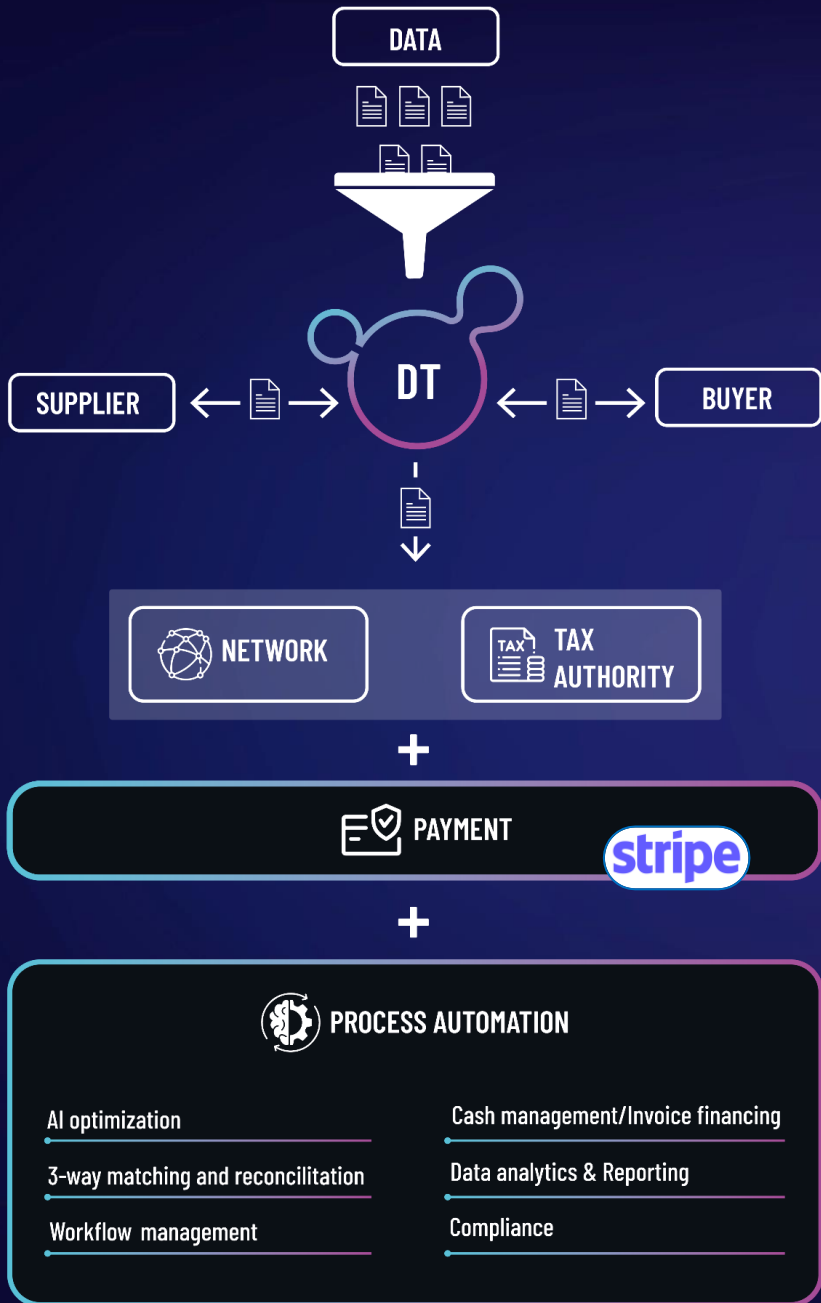 DATA
DT
SUPPLIER
BUYER
NETWORK
TAX
TAX
AUTHORITY
PAYMENT
stripe
PROCESS AUTOMATION
AI optimization
Cash management/Invoice financing
3-way matching and reconcilitation
Data analytics & Reporting
Workflow management
Compliance